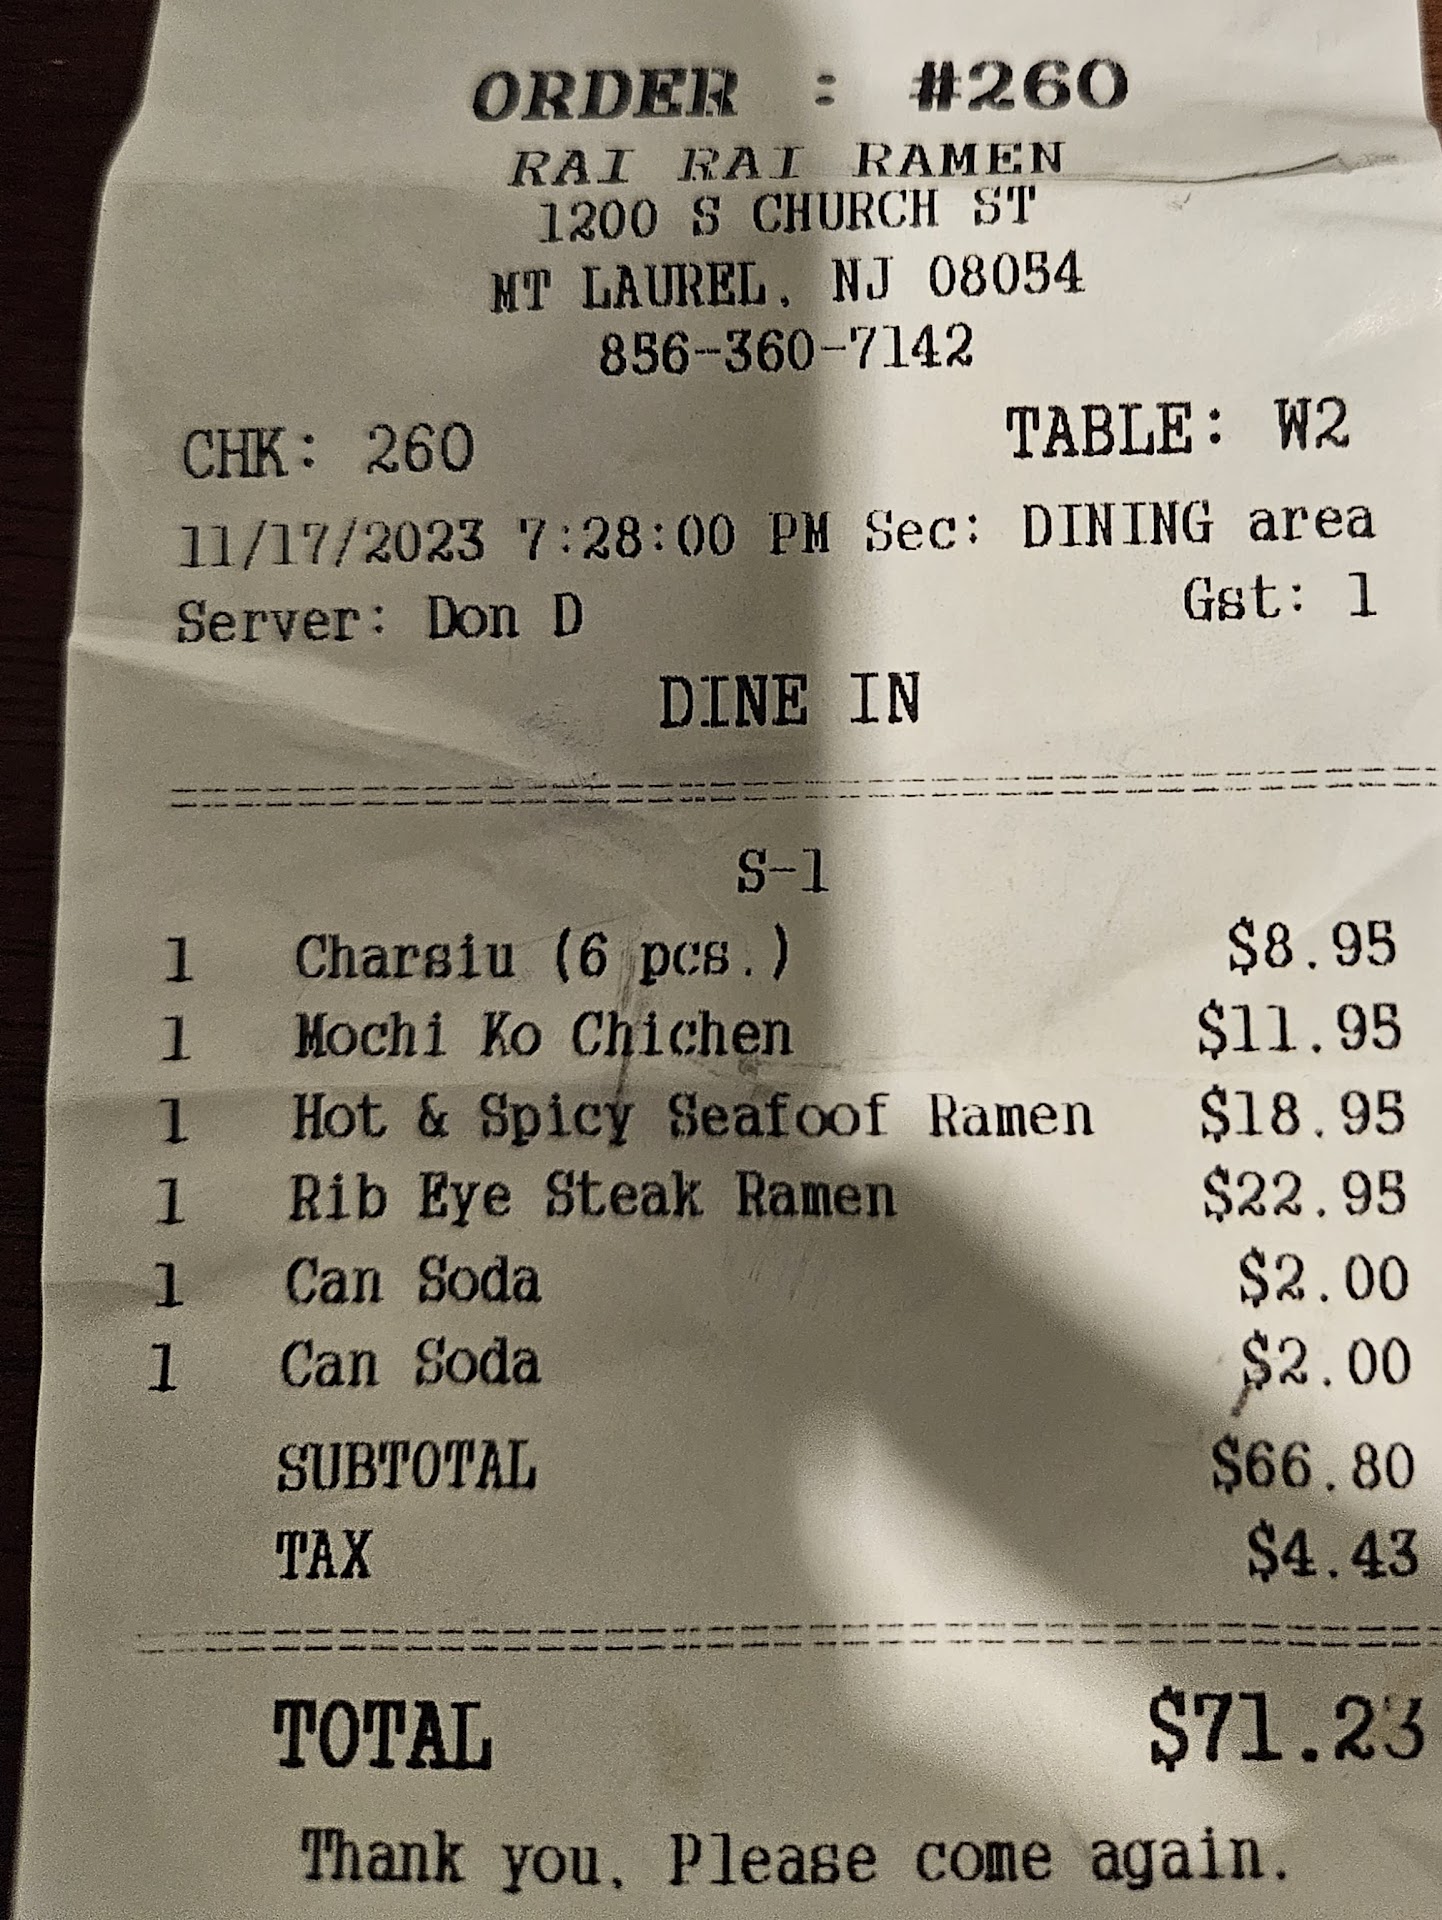 ORDER : #260
RAI RAI RAMEN
1200 S CHURCH ST
MT LAUREL, NJ 08054
856-360-7142
CHK: 260 TABLE: W2
11/17/2023 7:28:00 PM Sec: DINING area
Server: Don D Gst: 1
DINE IN
S-1
1 Charsiu (6 pcs.) $8.95
1 Mochi Ko Chichen $11.95
1 Hot & Spicy Seafoof Ramen $18.95
1 Rib Eye Steak Ramen $22.95
1 Can Soda $2.00
1 Can Soda $2.00
SUBTOTAL $66.80
TAX $4.43
TOTAL $71.23
Thank you, Please come again.